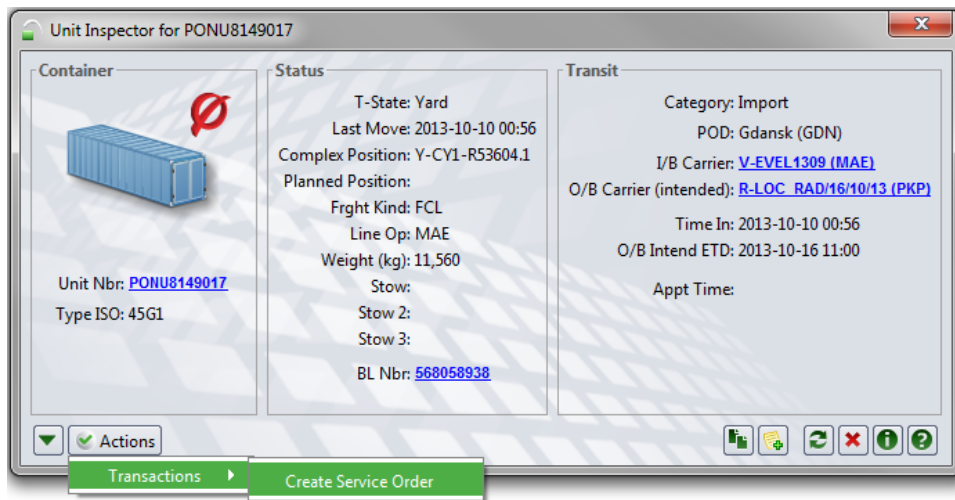 Unit Inspector for PONU8149017
Container
Unit Nbr: PONU8149017
Type ISO: 45G1
Status
T-State: Yard
Last Move: 2013-10-10 00:56
Complex Position: Y-CY1-R53604.1
Planned Position:
Frght Kind: FCL
Line Op: MAE
Weight (kg): 11,560
Stow:
Stow 2:
Stow 3:
BL Nbr: 568058938
Transit
Category: Import
POD: Gdansk (GDN)
I/B Carrier: V-EVEL1309 (MAE)
O/B Carrier (intended): R-LOC_RAD/16/10/13 (PKP)
Time In: 2013-10-10 00:56
O/B Intend ETD: 2013-10-16 11:00
Appt Time:
Actions
Transactions
Create Service Order